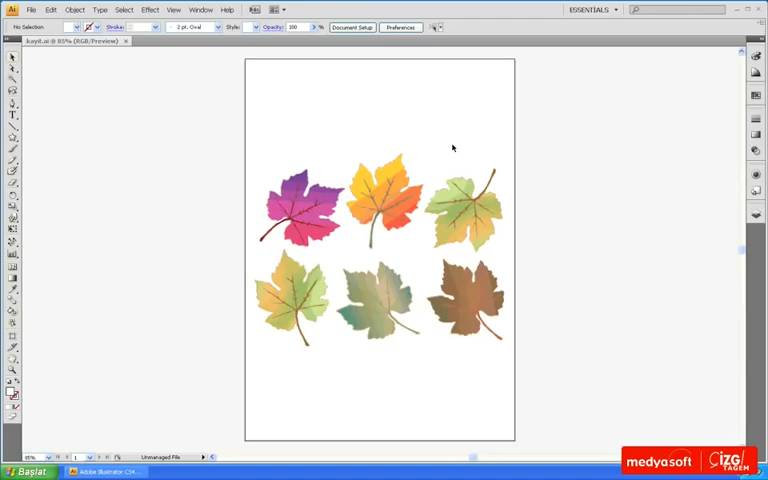 Ai File Edit Object Type Select Effect View Window Help ESSENTIALS
No Selection Stroke: 2 pt. Oval Style: Opacity: 100 % Document Setup Preferences
kayit.ai @ 85% (RGB/Preview)
85% 1 Unmanaged File
Başlat Adobe Illustrator CS4...
medyasoft ÇİZGİ TAGEM